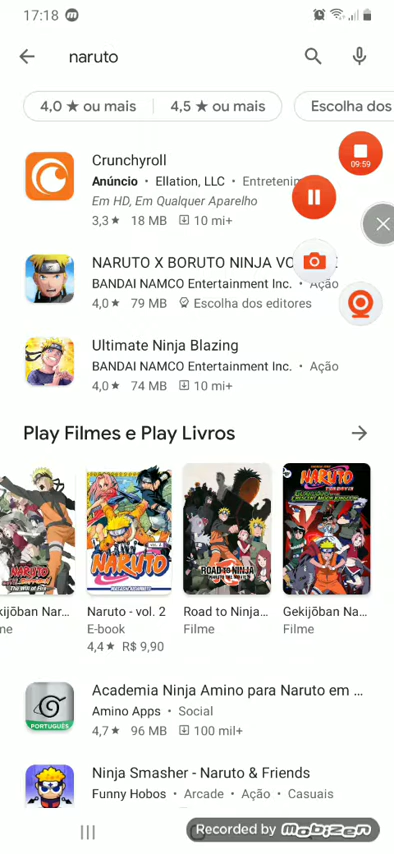 17:18
naruto
4,0 ★ ou mais
4,5 ★ ou mais
Escolha dos
Crunchyroll
09:59
Anúncio • Ellation, LLC •
Em HD, Em Qualquer Aparelho
3,3 ★ 18 MB 10 mi+
NARUTO X BORUTO NINJA
BANDAI NAMCO Entertainment Inc. • Ação
4,0 ★ 79 MB Escolha dos editores
Ultimate Ninja Blazing
BANDAI NAMCO Entertainment Inc. • Ação
4,0 ★ 74 MB 10 mi+
Play Filmes e Play Livros
NARUTO
NARUTO
ROAD TO NINJA
kijōban Nar...
Naruto - vol. 2
Road to Ninja...
Gekijōban Na...
me
E-book
Filme
Filme
4,4 ★ R$ 9,90
Academia Ninja Amino para Naruto em ...
Amino Apps • Social
PORTUGUÊS
4,7 ★ 96 MB 100 mil+
Ninja Smasher - Naruto & Friends
Funny Hobos • Arcade • Ação • Casuais
Recorded by mobizen